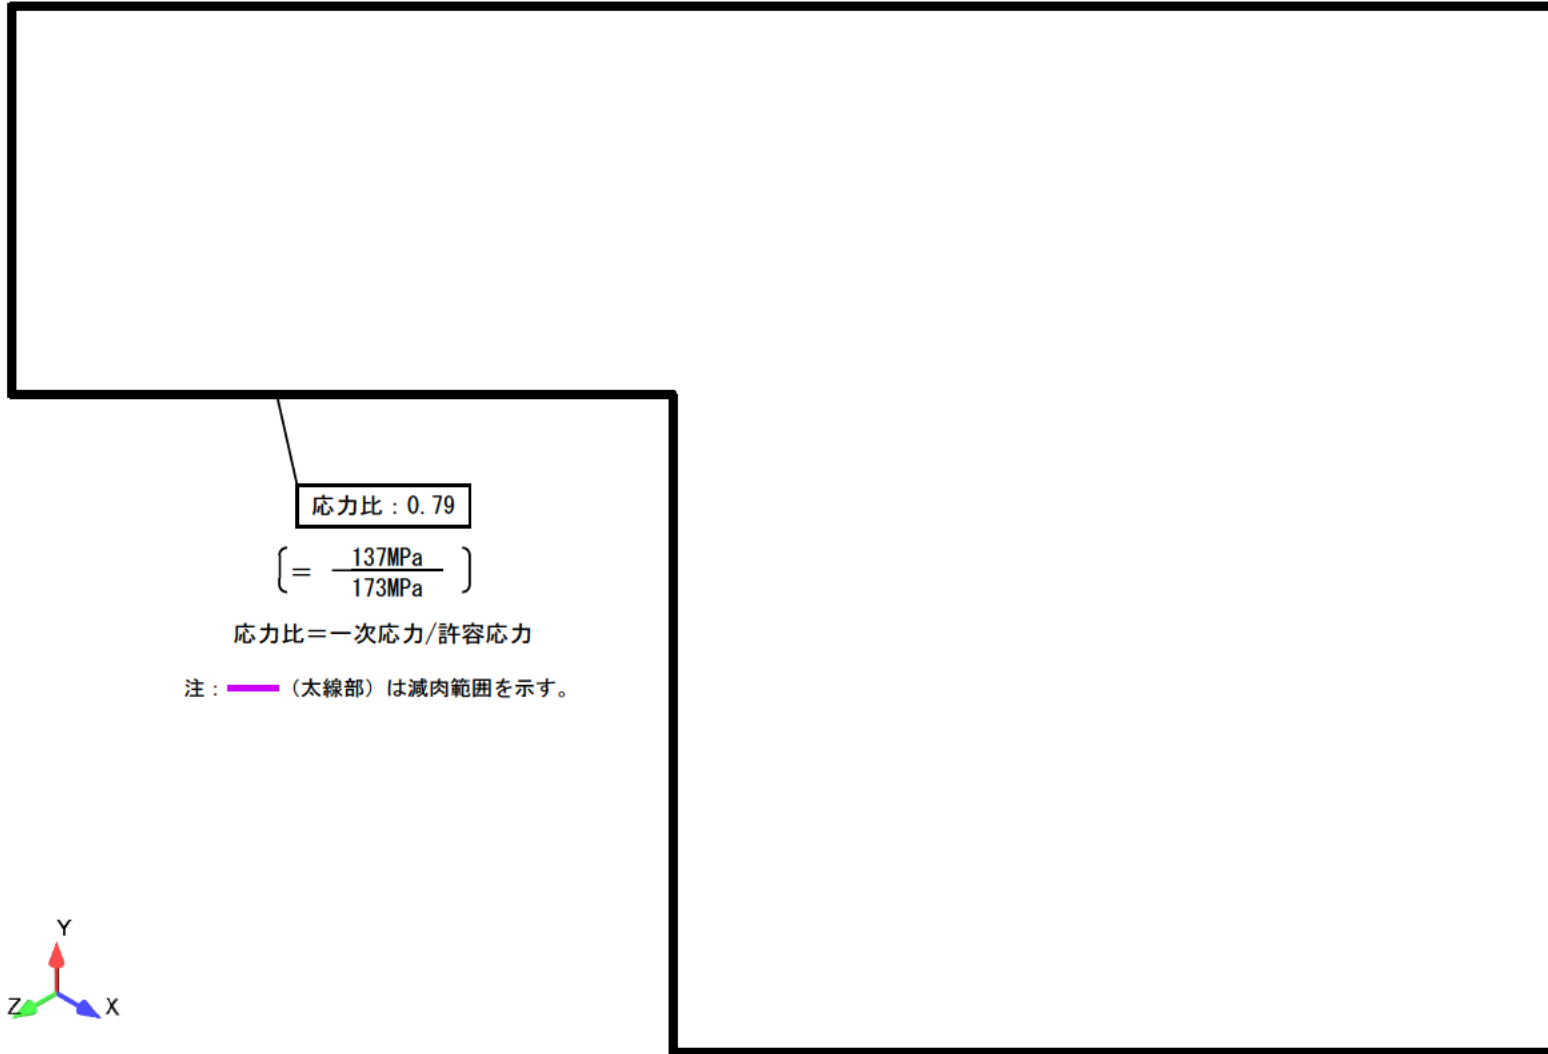 応力比：0.79
〔＝ 137MPa
173MPa 〕
応力比＝一次応力/許容応力
注： （太線部）は減肉範囲を示す。
Y
Z X